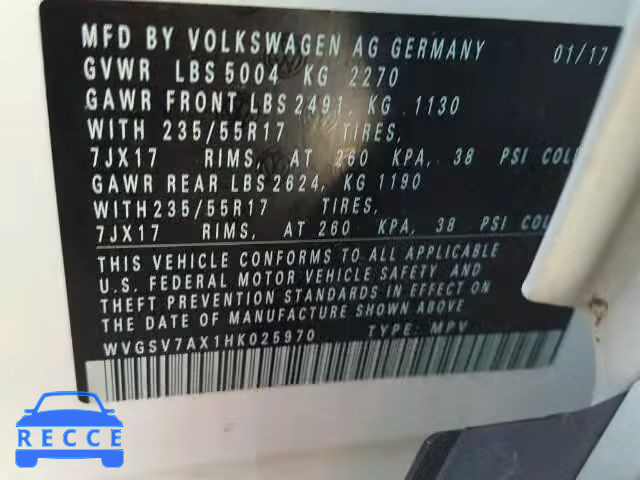 MFD BY VOLKSWAGEN AG GERMANY 01/17
GVWR LBS 5004 KG 2270
GAWR FRONT LBS 2491, KG 1130
WITH 235/55R17 TIRES,
7JX17 RIMS, AT 260 KPA, 38 PSI COLD
GAWR REAR LBS 2624, KG 1190
WITH 235/55R17 TIRES,
7JX17 RIMS, AT 260 KPA, 38 PSI COL
THIS VEHICLE CONFORMS TO ALL APPLICABLE
U.S. FEDERAL MOTOR VEHICLE SAFETY AND
THEFT PREVENTION STANDARDS IN EFFECT ON
THE DATE OF MANUFACTURE SHOWN ABOVE.
WVGSV7AX1HK025970 TYPE: MPV
RECCE